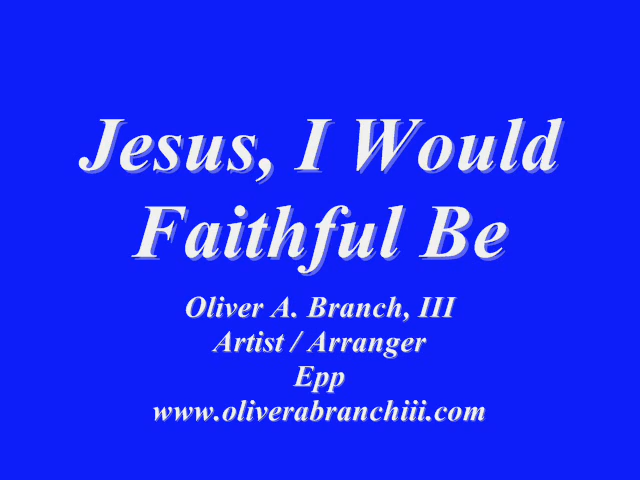 Jesus, I Would
Faithful Be
Oliver A. Branch, III
Artist / Arranger
Epp
www.oliverabranchiii.com